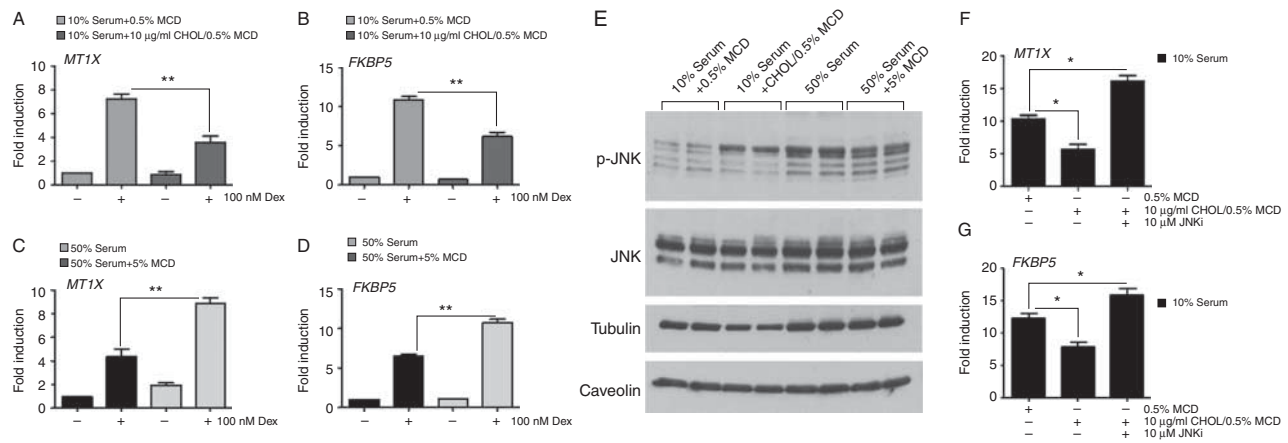 A
10% Serum+0.5% MCD
10% Serum+10 µg/ml CHOL/0.5% MCD
MT1X
**
Fold induction
10
8
6
4
2
0
– + – + 100 nM Dex
B
10% Serum+0.5% MCD
10% Serum+10 µg/ml CHOL/0.5% MCD
FKBP5
**
Fold induction
15
10
5
0
– + – + 100 nM Dex
C
50% Serum
50% Serum+5% MCD
MT1X
**
Fold induction
10
8
6
4
2
0
– + – + 100 nM Dex
D
50% Serum
50% Serum+5% MCD
FKBP5
**
Fold induction
15
10
5
0
– + – + 100 nM Dex
E
10% Serum
+0.5% MCD
10% Serum
+CHOL/0.5% MCD
50% Serum
50% Serum
+5% MCD
p-JNK
JNK
Tubulin
Caveolin
F
MT1X
10% Serum
*
*
Fold induction
20
15
10
5
0
+ – – 0.5% MCD
– + + 10 µg/ml CHOL/0.5% MCD
– – + 10 µM JNKi
G
FKBP5
10% Serum
*
*
Fold induction
20
15
10
5
0
+ – – 0.5% MCD
– + + 10 µg/ml CHOL/0.5% MCD
– – + 10 µM JNKi